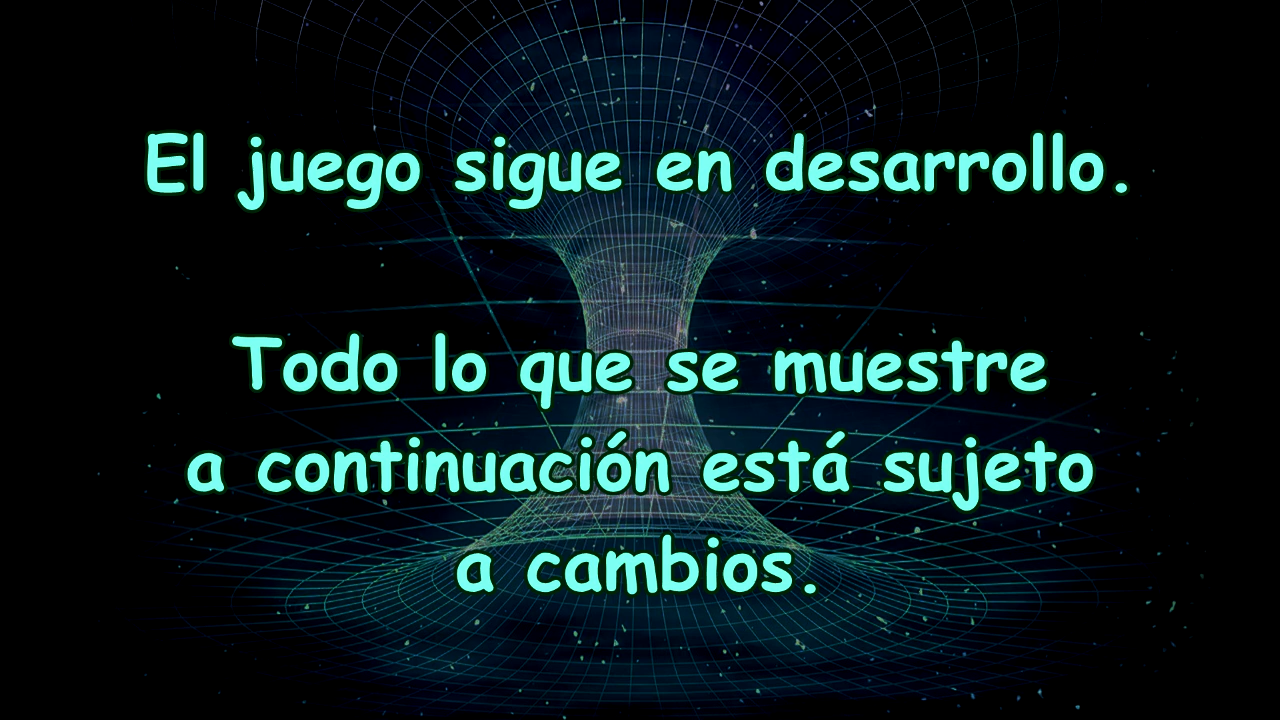 El juego sigue en desarrollo.
Todo lo que se muestre
a continuación está sujeto
a cambios.